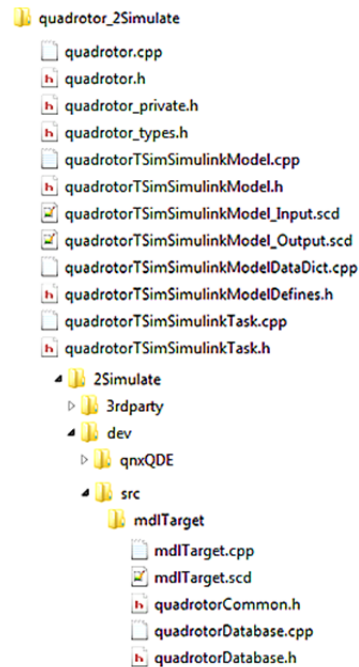 quadrotor_2Simulate
quadrotor.cpp
quadrotor.h
quadrotor_private.h
quadrotor_types.h
quadrotorTSimSimulinkModel.cpp
quadrotorTSimSimulinkModel.h
quadrotorTSimSimulinkModel_Input.scd
quadrotorTSimSimulinkModel_Output.scd
quadrotorTSimSimulinkModelDataDict.cpp
quadrotorTSimSimulinkModelDefines.h
quadrotorTSimSimulinkTask.cpp
quadrotorTSimSimulinkTask.h
2Simulate
3rdparty
dev
qnxQDE
src
mdlTarget
mdlTarget.cpp
mdlTarget.scd
quadrotorCommon.h
quadrotorDatabase.cpp
quadrotorDatabase.h